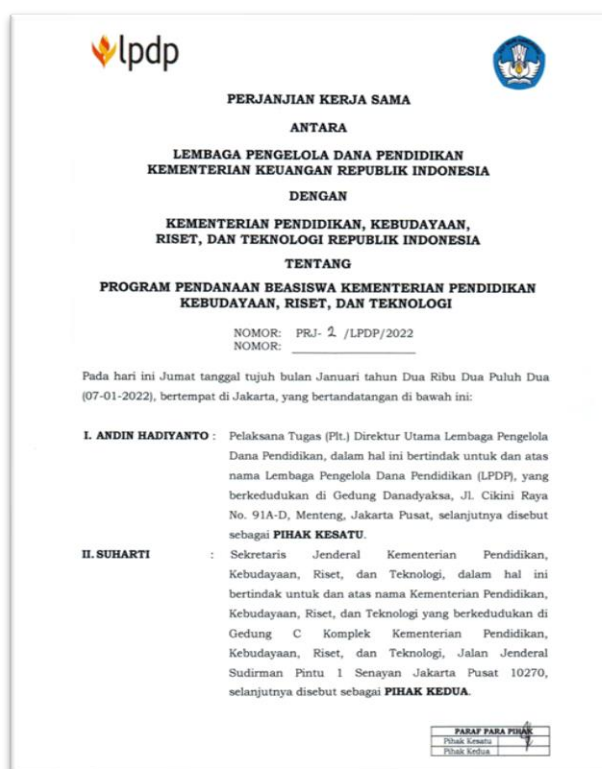 lpdp
PERJANJIAN KERJA SAMA
ANTARA
LEMBAGA PENGELOLA DANA PENDIDIKAN
KEMENTERIAN KEUANGAN REPUBLIK INDONESIA
DENGAN
KEMENTERIAN PENDIDIKAN, KEBUDAYAAN,
RISET, DAN TEKNOLOGI REPUBLIK INDONESIA
TENTANG
PROGRAM PENDANAAN BEASISWA KEMENTERIAN PENDIDIKAN
KEBUDAYAAN, RISET, DAN TEKNOLOGI
NOMOR: PRJ- 2 /LPDP/2022
NOMOR:
Pada hari ini Jumat tanggal tujuh bulan Januari tahun Dua Ribu Dua Puluh Dua
(07-01-2022), bertempat di Jakarta, yang bertandatangan di bawah ini:
I. ANDIN HADIYANTO : Pelaksana Tugas (Plt.) Direktur Utama Lembaga Pengelola
Dana Pendidikan, dalam hal ini bertindak untuk dan atas
nama Lembaga Pengelola Dana Pendidikan (LPDP), yang
berkedudukan di Gedung Danadyaksa, Jl. Cikini Raya
No. 91A-D, Menteng, Jakarta Pusat, selanjutnya disebut
sebagai PIHAK KESATU.
II. SUHARTI : Sekretaris Jenderal Kementerian Pendidikan,
Kebudayaan, Riset, dan Teknologi, dalam hal ini
bertindak untuk dan atas nama Kementerian Pendidikan,
Kebudayaan, Riset, dan Teknologi yang berkedudukan di
Gedung C Komplek Kementerian Pendidikan,
Kebudayaan, Riset, dan Teknologi, Jalan Jenderal
Sudirman Pintu 1 Senayan Jakarta Pusat 10270,
selanjutnya disebut sebagai PIHAK KEDUA.
PARAF PARA PIHAK
Pihak Kesatu
Pihak Kedua